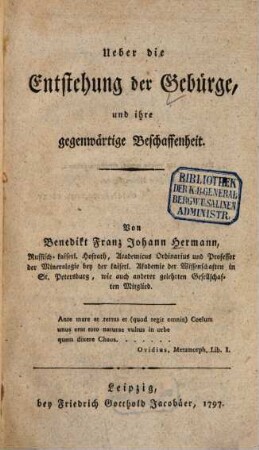 Ueber die
Entstehung der Gebürge,
und ihre
gegenwärtige Beschaffenheit.
BIBLIOTHEK
DER K.B. GENERAL
BERGW. U. SALINEN
ADMINISTR.
Von
Benedikt Franz Johann Hermann,
Russisch-kaiserl. Hofrath, Academicus Ordinarius und Professor
der Mineralogie bey der kaiserl. Akademie der Wissenschaften in
St. Petersburg, wie auch anderer gelehrten Gesellschaf-
ten Mitglied.
Ante mare et terras et (quod tegit omnia) Coelum
unus erat toto naturae vultus in orbe
quem dixere Chaos. . . . . . .
Ovidius, Metamorph, Lib. I.
Leipzig,
bey Friedrich Gotthold Jacobäer, 1797.